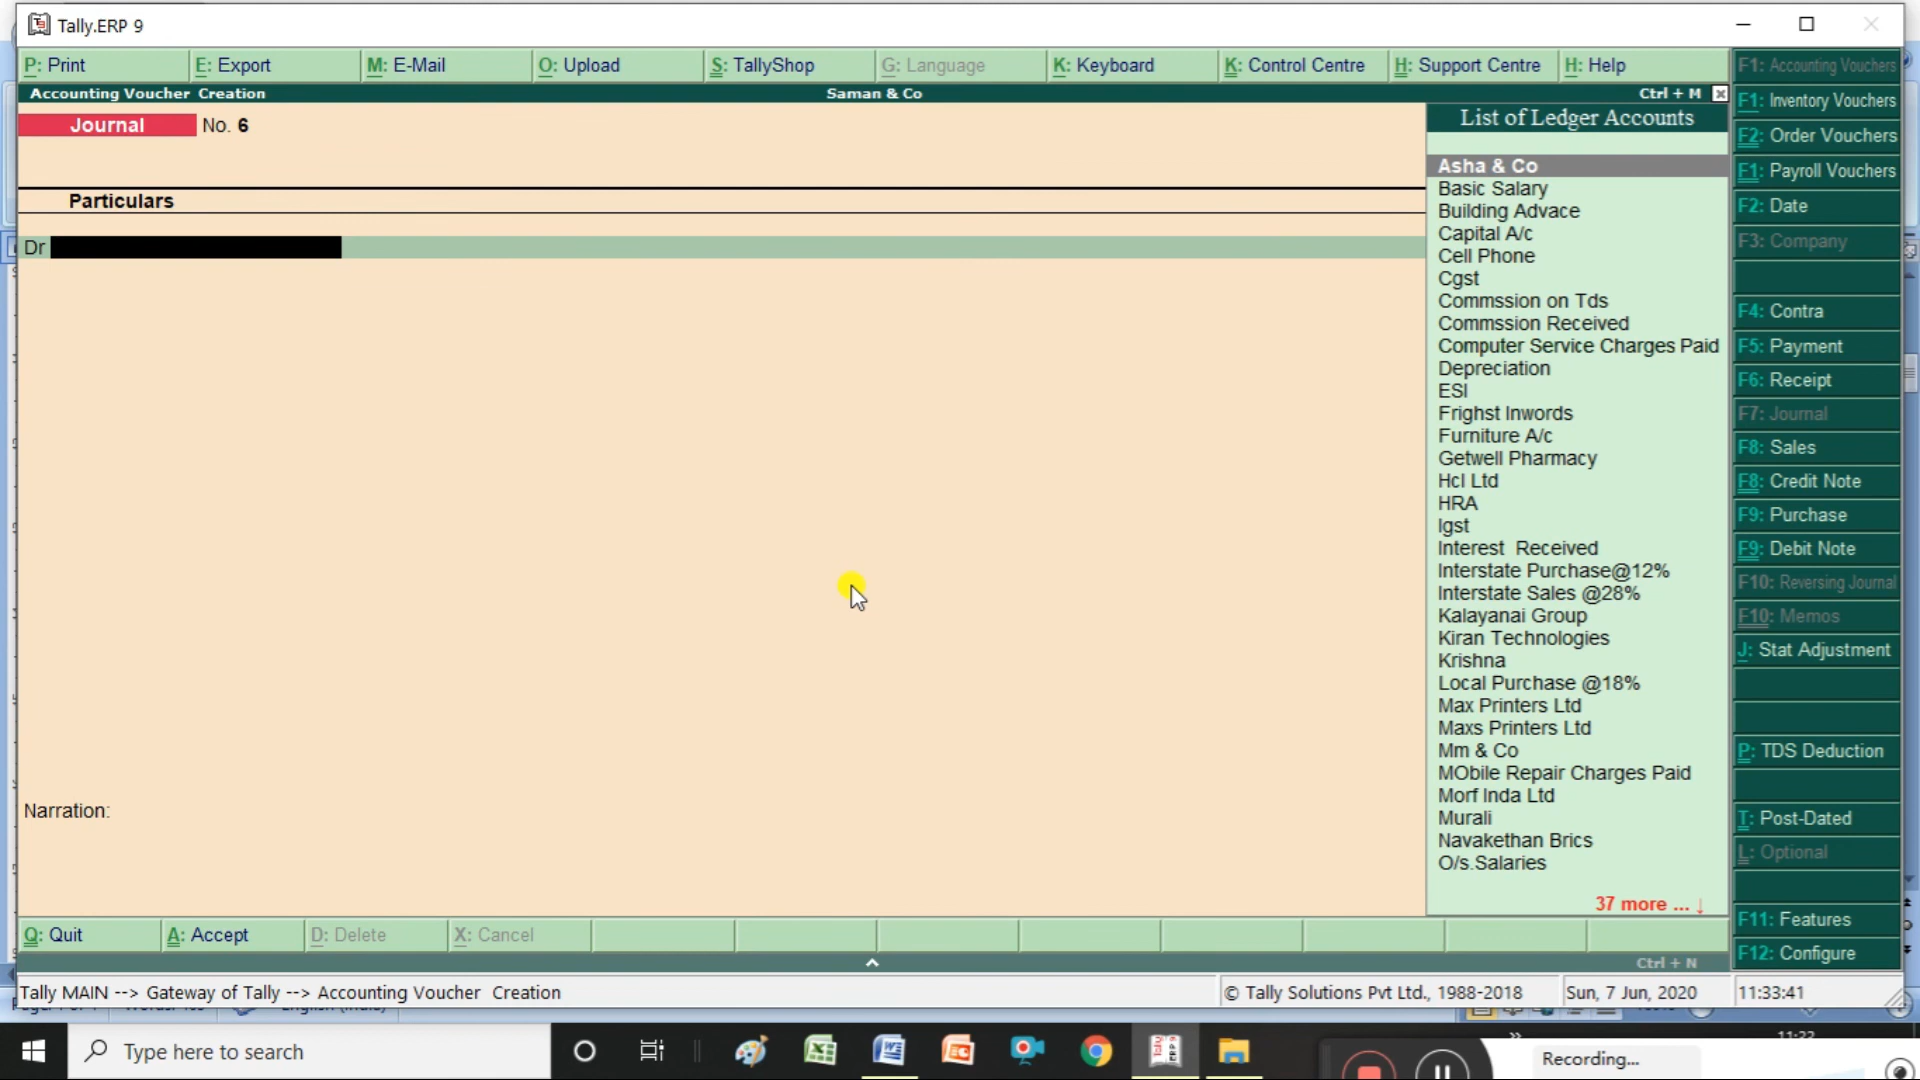 Tally.ERP 9
P: Print E: Export M: E-Mail O: Upload S: TallyShop G: Language K: Keyboard K: Control Centre H: Support Centre H: Help
Accounting Voucher Creation Saman & Co Ctrl + M
Journal No. 6
Particulars
Dr
Narration:
List of Ledger Accounts
Asha & Co
Basic Salary
Building Advace
Capital A/c
Cell Phone
Cgst
Commssion on Tds
Commssion Received
Computer Service Charges Paid
Depreciation
ESI
Frighst Inwords
Furniture A/c
Getwell Pharmacy
Hcl Ltd
HRA
Igst
Interest Received
Interstate Purchase@12%
Interstate Sales @28%
Kalayanai Group
Kiran Technologies
Krishna
Local Purchase @18%
Max Printers Ltd
Maxs Printers Ltd
Mm & Co
MObile Repair Charges Paid
Morf Inda Ltd
Murali
Navakethan Brics
O/s.Salaries
37 more ... ↓
F1: Accounting Vouchers
F1: Inventory Vouchers
F2: Order Vouchers
F1: Payroll Vouchers
F2: Date
F3: Company
F4: Contra
F5: Payment
F6: Receipt
F7: Journal
F8: Sales
F8: Credit Note
F9: Purchase
F9: Debit Note
F10: Reversing Journal
F10: Memos
J: Stat Adjustment
P: TDS Deduction
T: Post-Dated
L: Optional
F11: Features
F12: Configure
Q: Quit A: Accept D: Delete X: Cancel
Ctrl + N
Tally MAIN --> Gateway of Tally --> Accounting Voucher Creation © Tally Solutions Pvt Ltd., 1988-2018 Sun, 7 Jun, 2020 11:33:41
Type here to search
Recording...